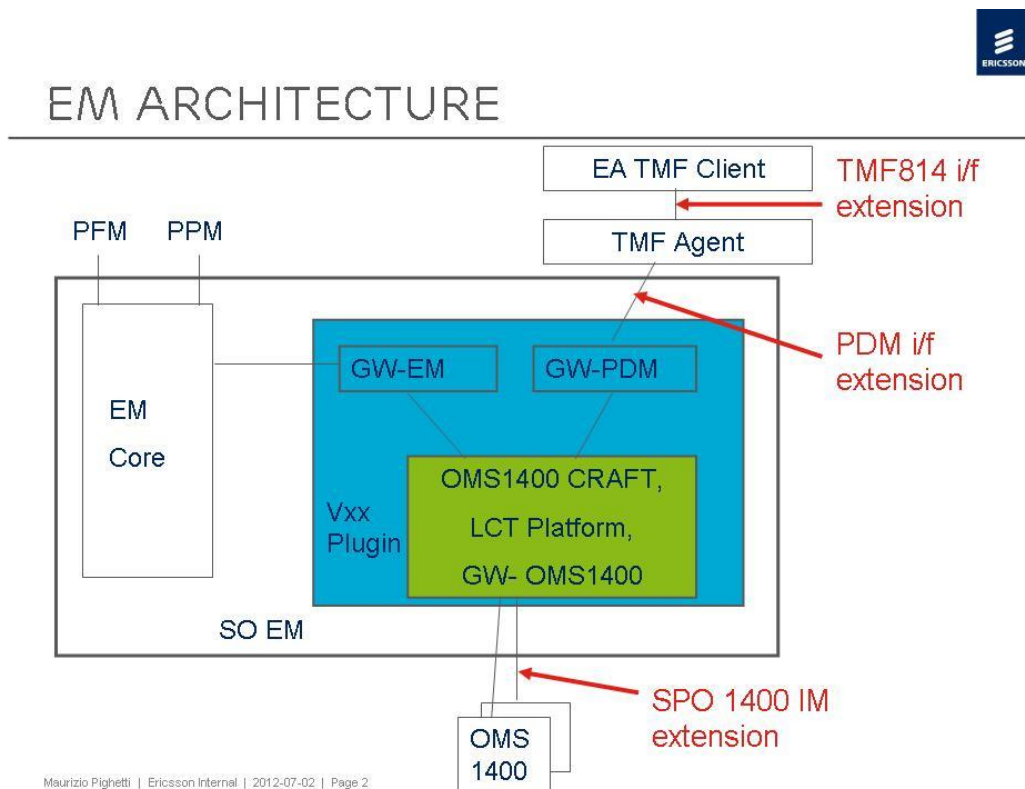 ERICSSON
EM ARCHITECTURE
EA TMF Client
TMF814 i/f
extension
PFM
PPM
TMF Agent
PDM i/f
extension
GW-EM
GW-PDM
EM
Core
OMS1400 CRAFT,
LCT Platform,
GW- OMS1400
Vxx
Plugin
SO EM
SPO 1400 IM
extension
OMS
1400
Maurizio Pighetti | Ericsson Internal | 2012-07-02 | Page 2